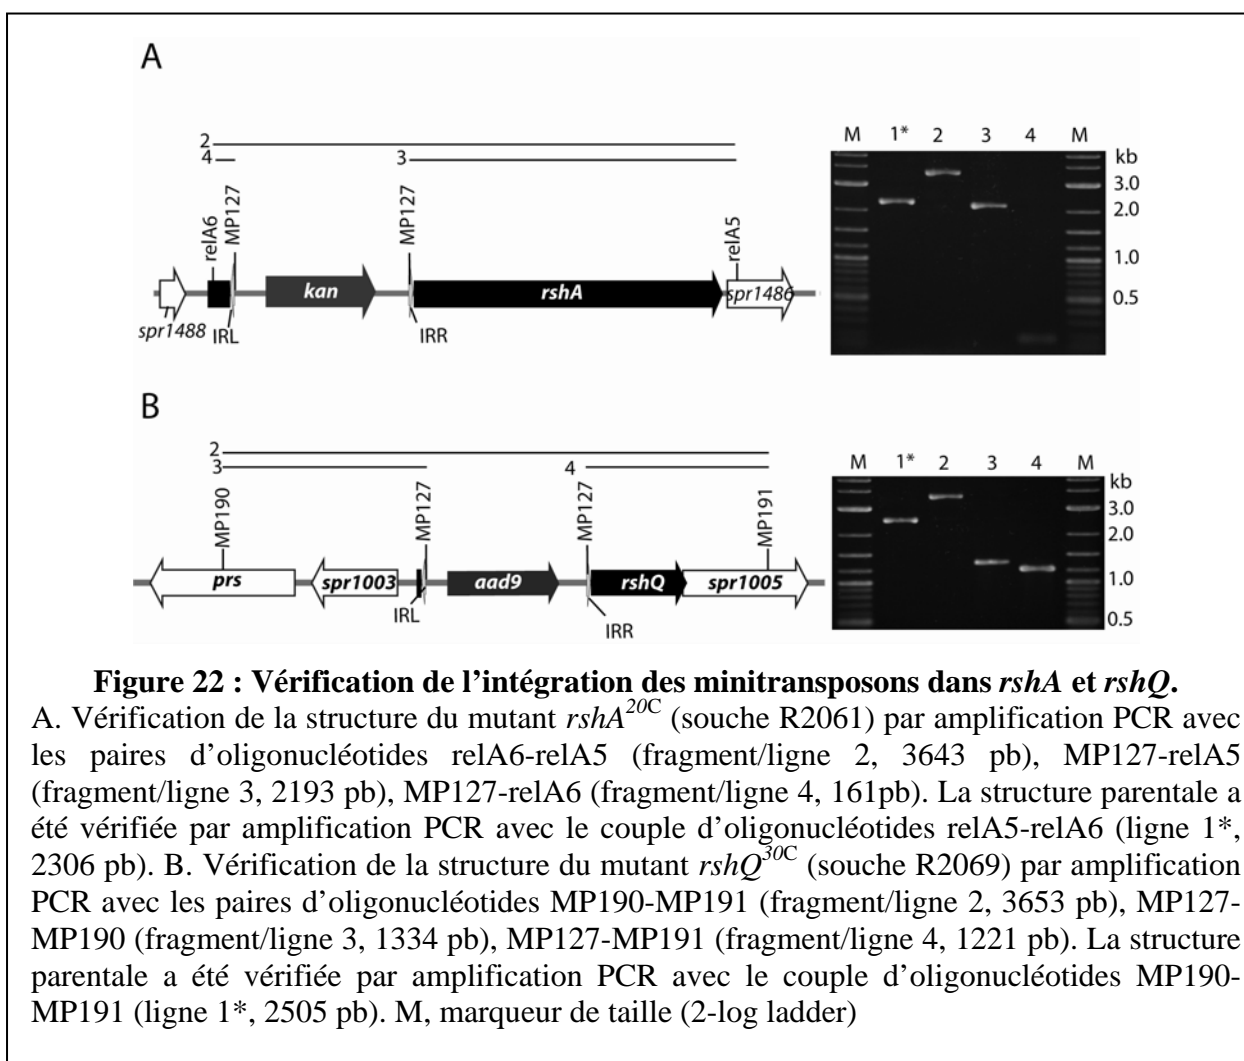 A
2
4
3
relA6
MP127
MP127
relA5
kan
rshA
spr1486
spr1488
IRL
IRR
M 1* 2 3 4 M
kb
3.0
2.0
1.0
0.5
B
2
3
4
MP190
MP127
MP127
MP191
prs
spr1003
aad9
rshQ
spr1005
IRL
IRR
M 1* 2 3 4 M
kb
3.0
2.0
1.0
0.5
Figure 22 : Vérification de l’intégration des minitransposons dans rshA et rshQ.
A. Vérification de la structure du mutant rshA20C (souche R2061) par amplification PCR avec
les paires d’oligonucléotides relA6-relA5 (fragment/ligne 2, 3643 pb), MP127-relA5
(fragment/ligne 3, 2193 pb), MP127-relA6 (fragment/ligne 4, 161pb). La structure parentale a
été vérifiée par amplification PCR avec le couple d’oligonucléotides relA5-relA6 (ligne 1*,
2306 pb). B. Vérification de la structure du mutant rshQ30C (souche R2069) par amplification
PCR avec les paires d’oligonucléotides MP190-MP191 (fragment/ligne 2, 3653 pb), MP127-
MP190 (fragment/ligne 3, 1334 pb), MP127-MP191 (fragment/ligne 4, 1221 pb). La structure
parentale a été vérifiée par amplification PCR avec le couple d’oligonucléotides MP190-
MP191 (ligne 1*, 2505 pb). M, marqueur de taille (2-log ladder)